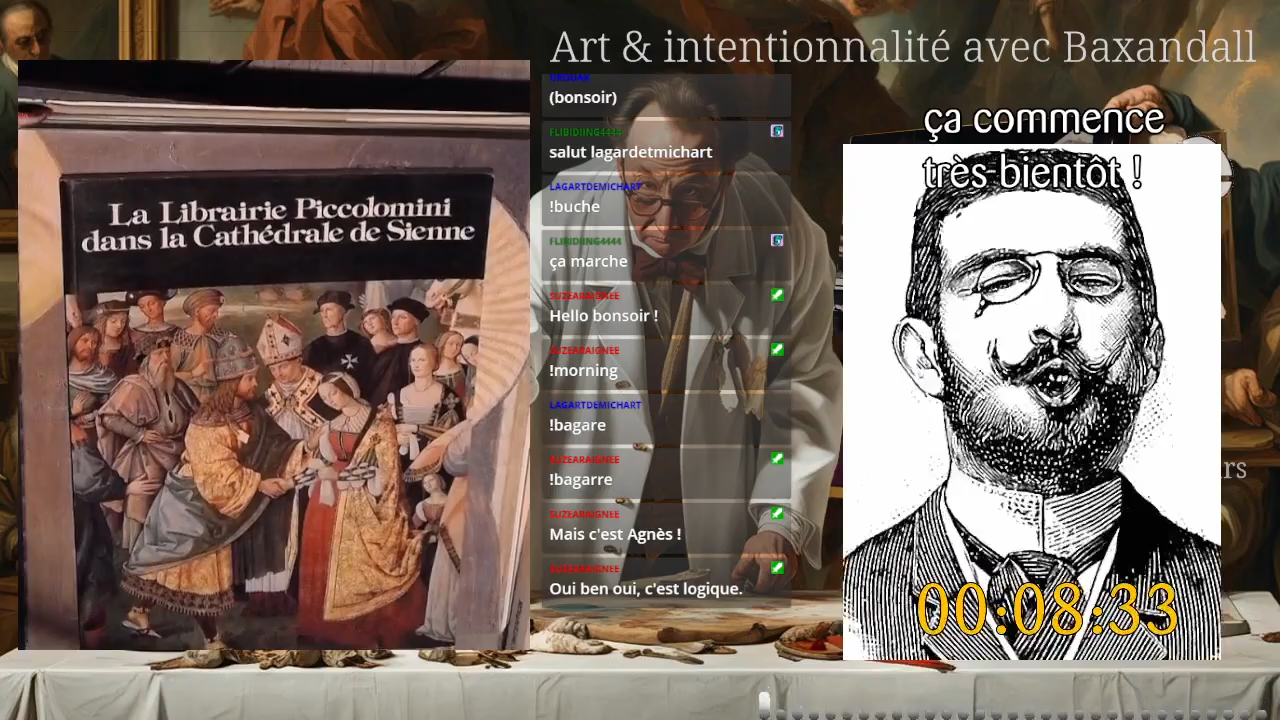 Art & intentionnalité avec Baxandall
La Librairie Piccolomini
dans la Cathédrale de Sienne
(bonsoir)
FLIBIDIING4444
salut lagardetmichart
LAGARTDEMICHART
!buche
FLIBIDIING4444
ça marche
SUZEARAIGNEE
Hello bonsoir !
SUZEARAIGNEE
!morning
LAGARTDEMICHART
!bagare
SUZEARAIGNEE
!bagarre
SUZEARAIGNEE
Mais c'est Agnès !
SUZEARAIGNEE
Oui ben oui, c'est logique.
ça commence
très bientôt !
rs
00:08:33